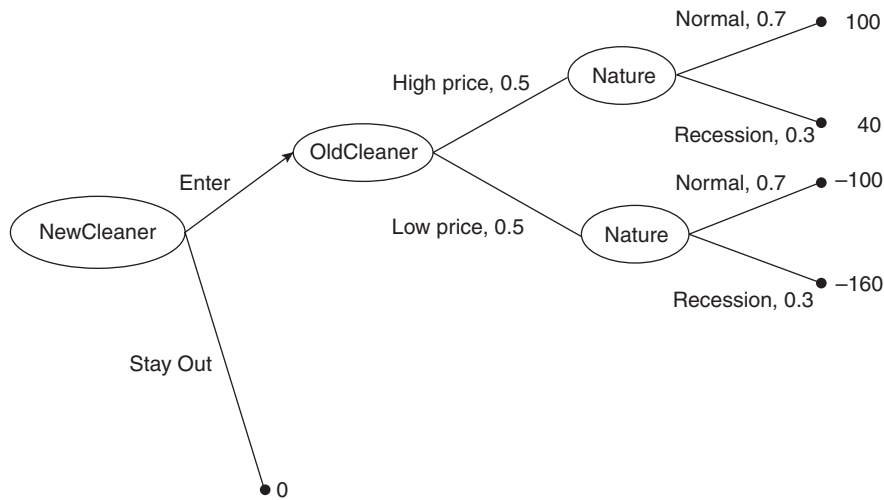 Normal, 0.7
100
Nature
High price, 0.5
Recession, 0.3
40
OldCleaner
Enter
Normal, 0.7
–100
NewCleaner
Low price, 0.5
Nature
Recession, 0.3
–160
Stay Out
0